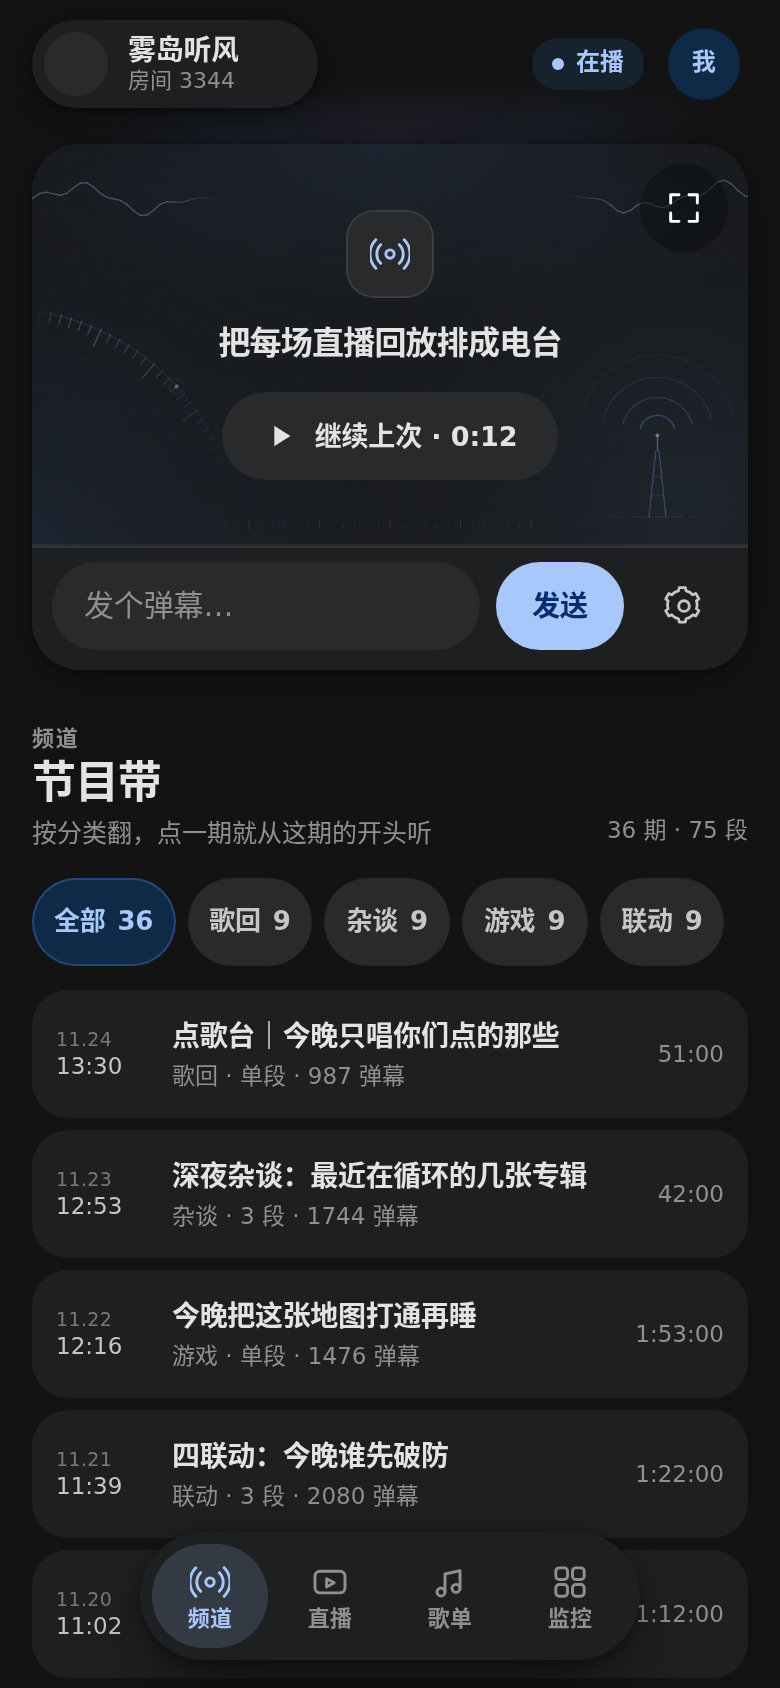 雾岛听风
房间 3344
在播
我
把每场直播回放排成电台
继续上次 · 0:12
发个弹幕…
发送
频道
节目带
按分类翻，点一期就从这期的开头听
36 期 · 75 段
全部 36
歌回 9
杂谈 9
游戏 9
联动 9
11.24
13:30
点歌台｜今晚只唱你们点的那些
歌回 · 单段 · 987 弹幕
51:00
11.23
12:53
深夜杂谈：最近在循环的几张专辑
杂谈 · 3 段 · 1744 弹幕
42:00
11.22
12:16
今晚把这张地图打通再睡
游戏 · 单段 · 1476 弹幕
1:53:00
11.21
11:39
四联动：今晚谁先破防
联动 · 3 段 · 2080 弹幕
1:22:00
11.20
11:02
1:12:00
频道
直播
歌单
监控